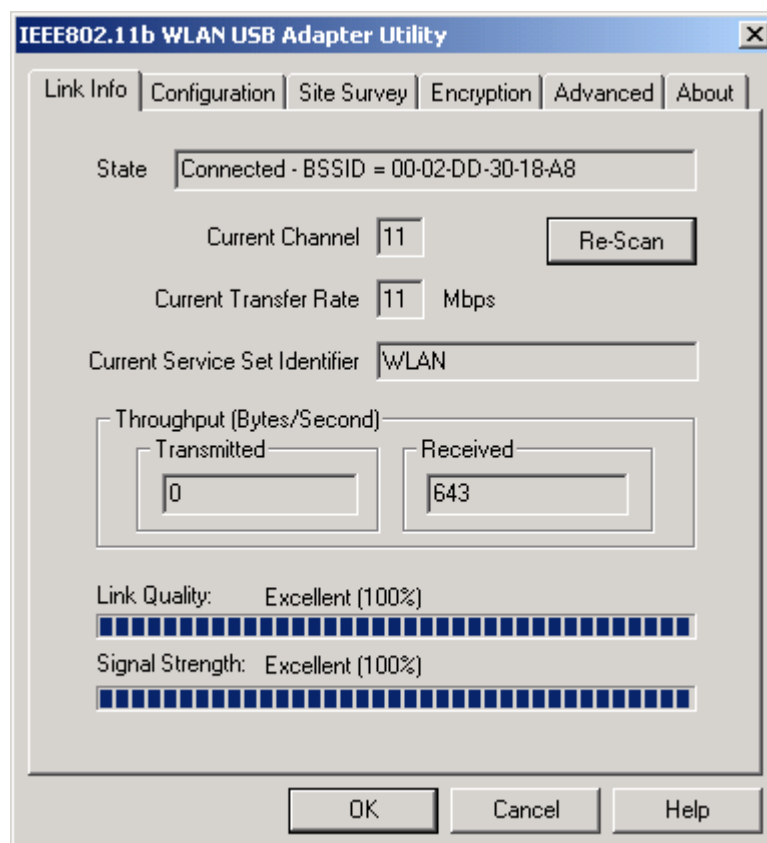 IEEE802.11b WLAN USB Adapter Utility
Link Info Configuration Site Survey Encryption Advanced About
State Connected - BSSID = 00-02-DD-30-18-A8
Current Channel 11 Re-Scan
Current Transfer Rate 11 Mbps
Current Service Set Identifier WLAN
Throughput (Bytes/Second)
Transmitted Received
0 643
Link Quality: Excellent (100%)
Signal Strength: Excellent (100%)
OK Cancel Help